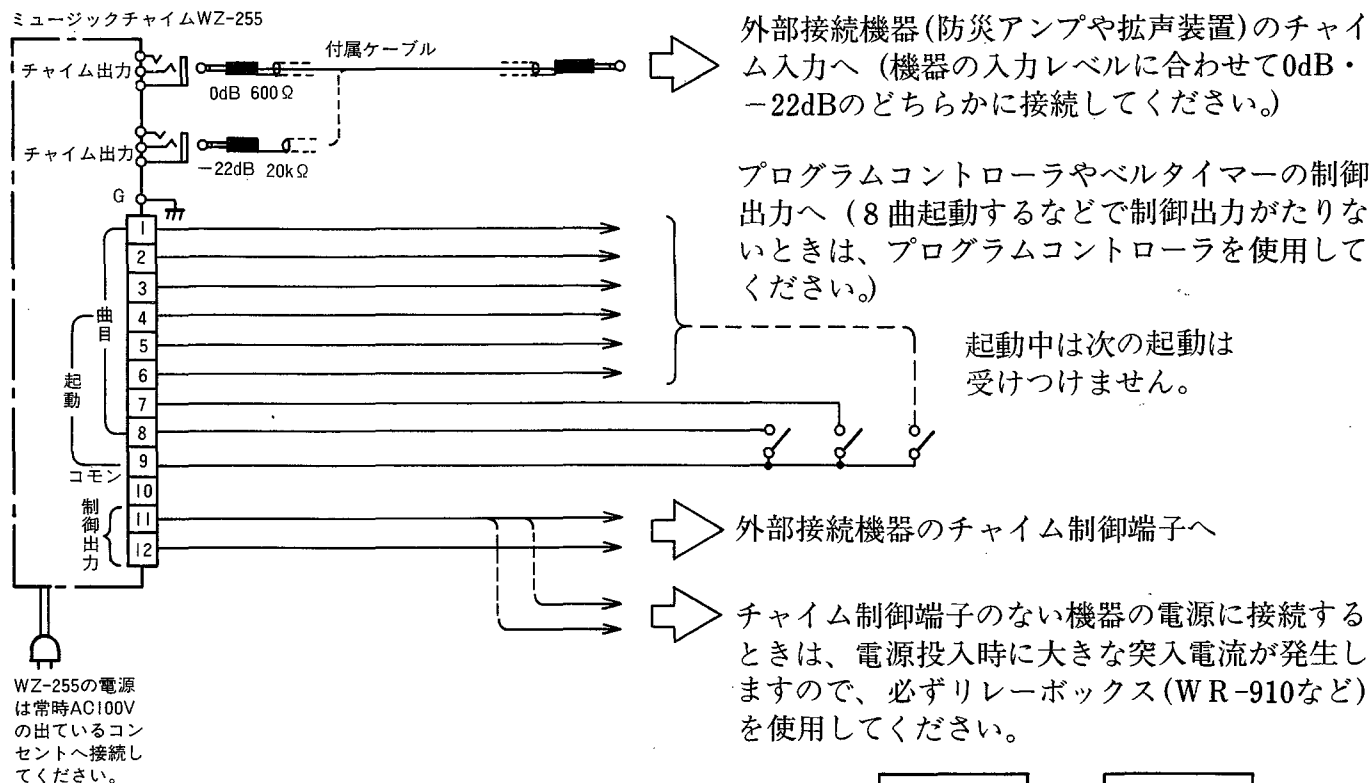 ミュージックチャイムWZ-255
チャイム出力
付属ケーブル
0dB 600Ω
チャイム出力
-22dB 20kΩ
G
1
2
3
4
5
6
7
8
9
10
11
12
曲目
起動
コモン
制御出力
WZ-255の電源
は常時AC100V
の出ているコン
セントへ接続し
てください。
外部接続機器(防災アンプや拡声装置)のチャイ
ム入力へ (機器の入力レベルに合わせて0dB・
-22dBのどちらかに接続してください。)
プログラムコントローラやベルタイマーの制御
出力へ (8曲起動するなどで制御出力がたりな
いときは、プログラムコントローラを使用して
ください。)
起動中は次の起動は
受けつけません。
外部接続機器のチャイム制御端子へ
チャイム制御端子のない機器の電源に接続する
ときは、電源投入時に大きな突入電流が発生し
ますので、必ずリレーボックス(WR-910など)
を使用してください。